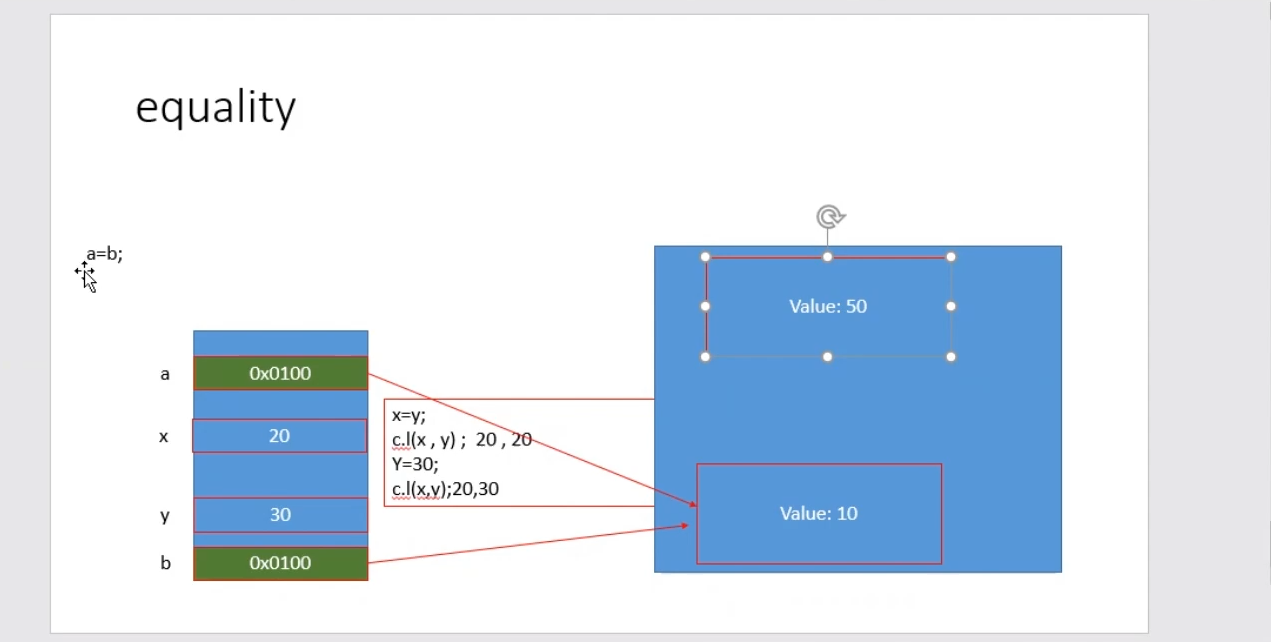 equality
a=b;
Value: 50
a
0x0100
x
20
x=y;
c.l(x , y) ; 20 , 20
Y=30;
c.l(x,y);20,30
y
30
Value: 10
b
0x0100